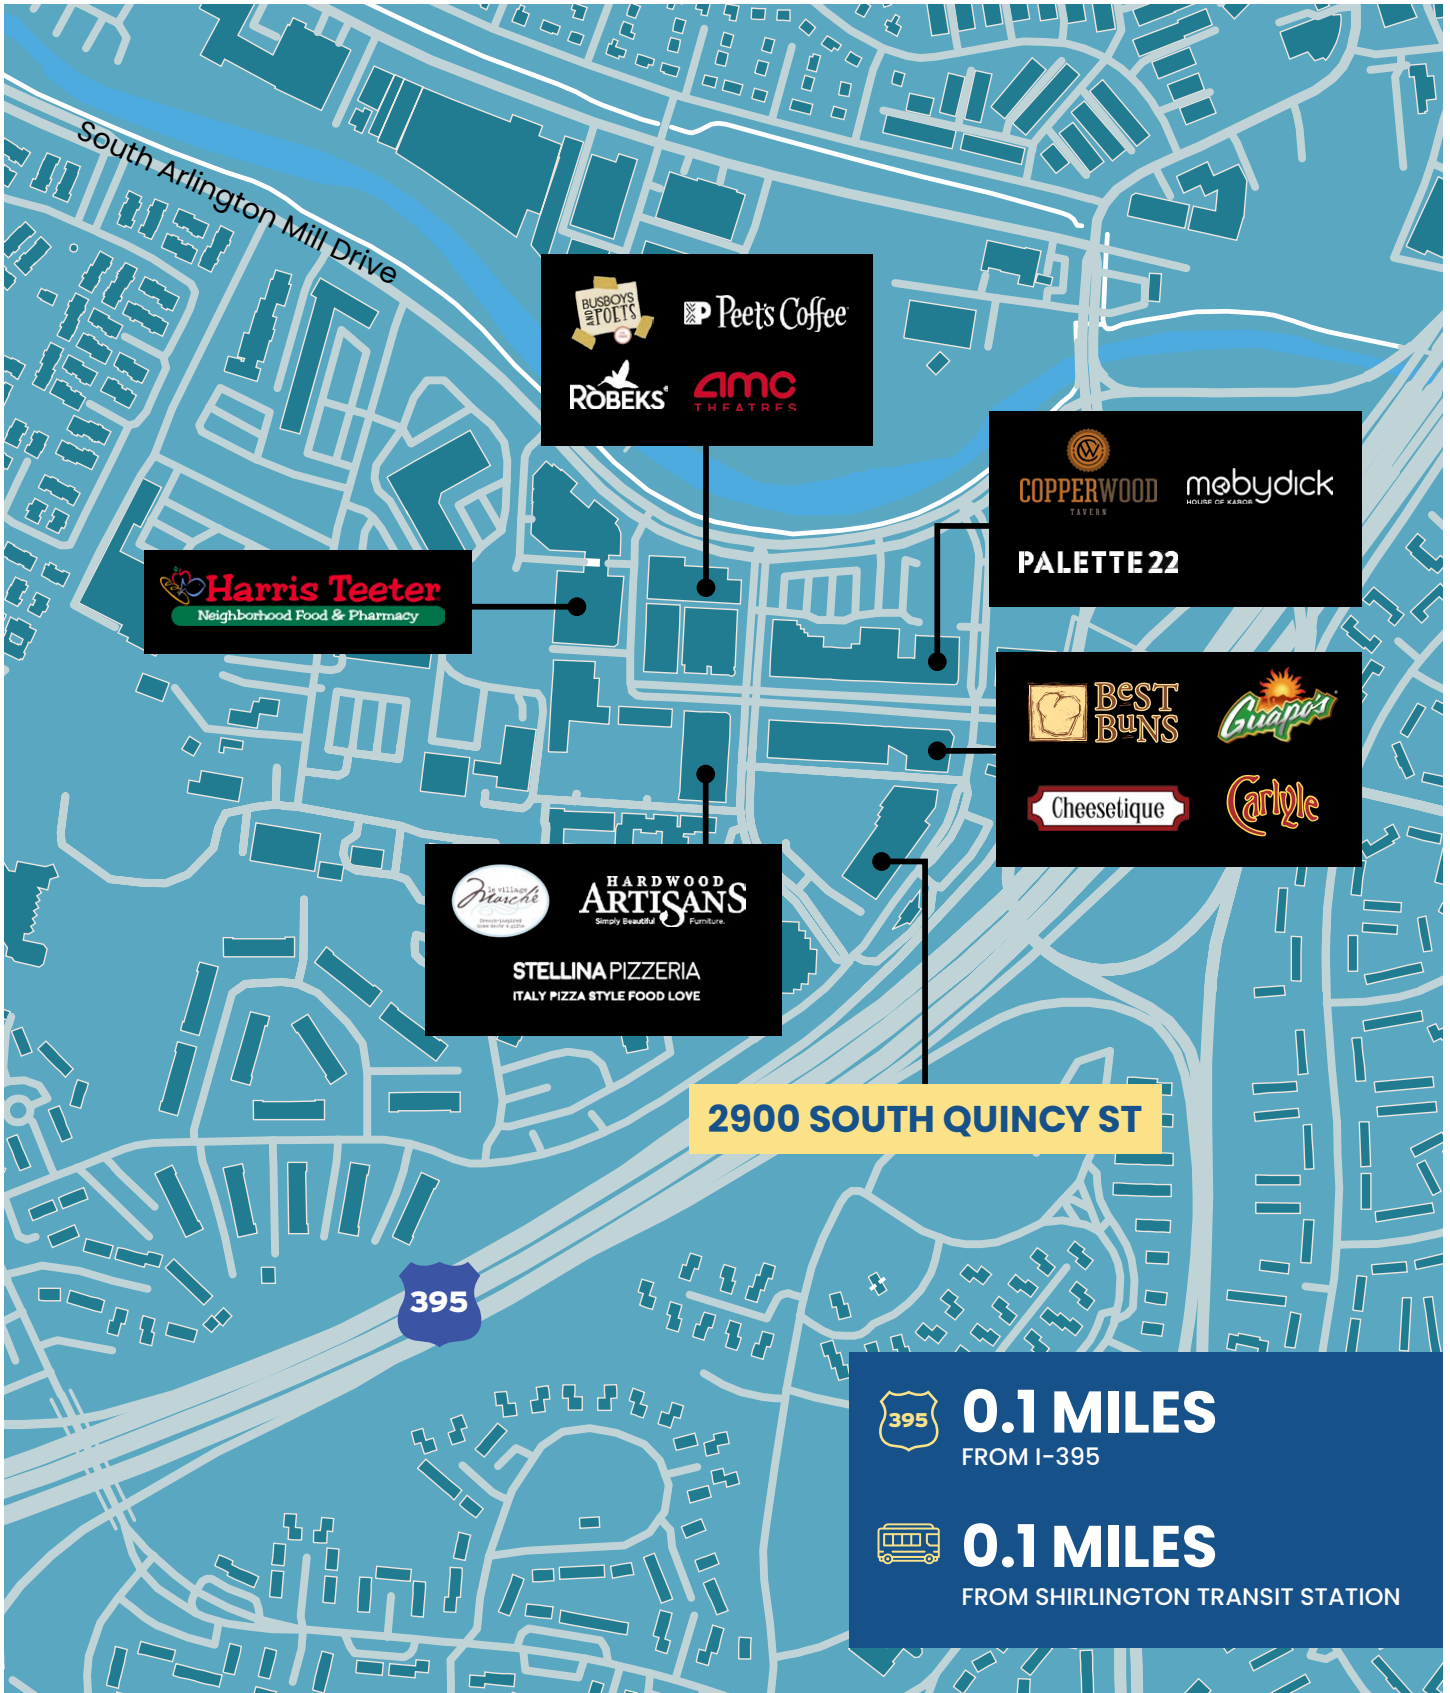 South Arlington Mill Drive
BUSBOYS
AND POETS
Peet's Coffee
ROBEKS
amc
THEATRES
COPPERWOOD
TAVERN
mobydick
HOUSE OF KABOB
PALETTE 22
Harris Teeter
Neighborhood Food & Pharmacy
BeST
BuNS
Guapo's
Cheesetique
Carlyle
le village
Marché
HARDWOOD
ARTISANS
Simply Beautiful Furniture.
STELLINA PIZZERIA
ITALY PIZZA STYLE FOOD LOVE
2900 SOUTH QUINCY ST
395
395
0.1 MILES
FROM I-395
0.1 MILES
FROM SHIRLINGTON TRANSIT STATION